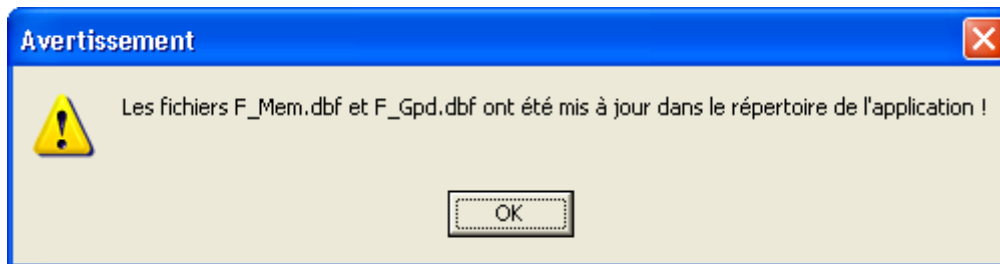 Avertissement
Les fichiers F_Mem.dbf et F_Gpd.dbf ont été mis à jour dans le répertoire de l'application !
OK